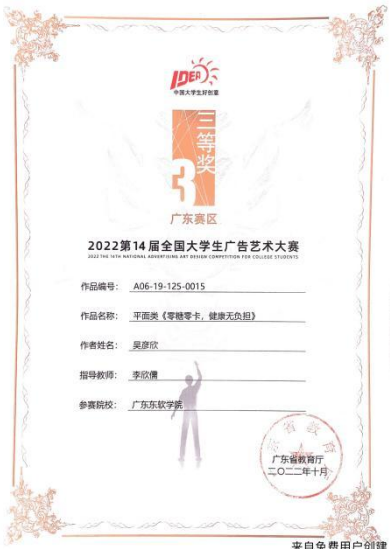 IDEA
中国大学生好创意
三等奖
3
广东赛区
2022第14届全国大学生广告艺术大赛
2022 THE 14TH NATIONAL ADVERTISING ART DESIGN COMPETITION FOR COLLEGE STUDENTS
作品编号： A06-19-125-0015
作品名称： 平面类《零糖零卡，健康无负担》
作者姓名： 吴彦欣
指导教师： 李欣儒
参赛院校： 广东东软学院
省教育
广东省教育厅
二〇二二年十月
来自免费用户创建